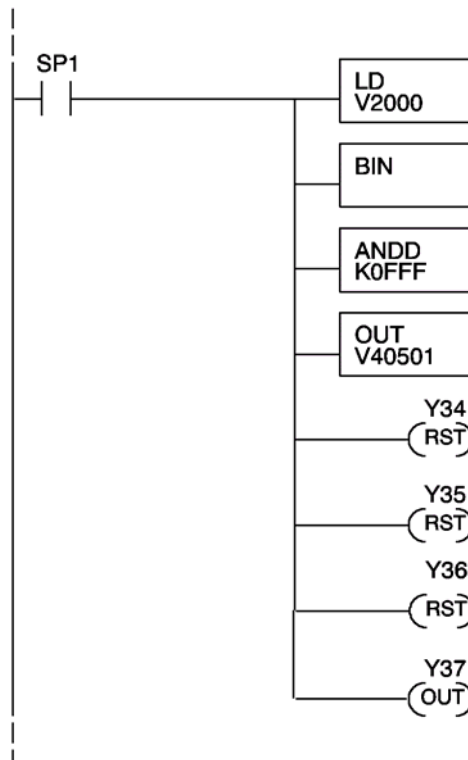 SP1
LD
V2000
BIN
ANDD
K0FFF
OUT
V40501
Y34
RST
Y35
RST
Y36
RST
Y37
OUT